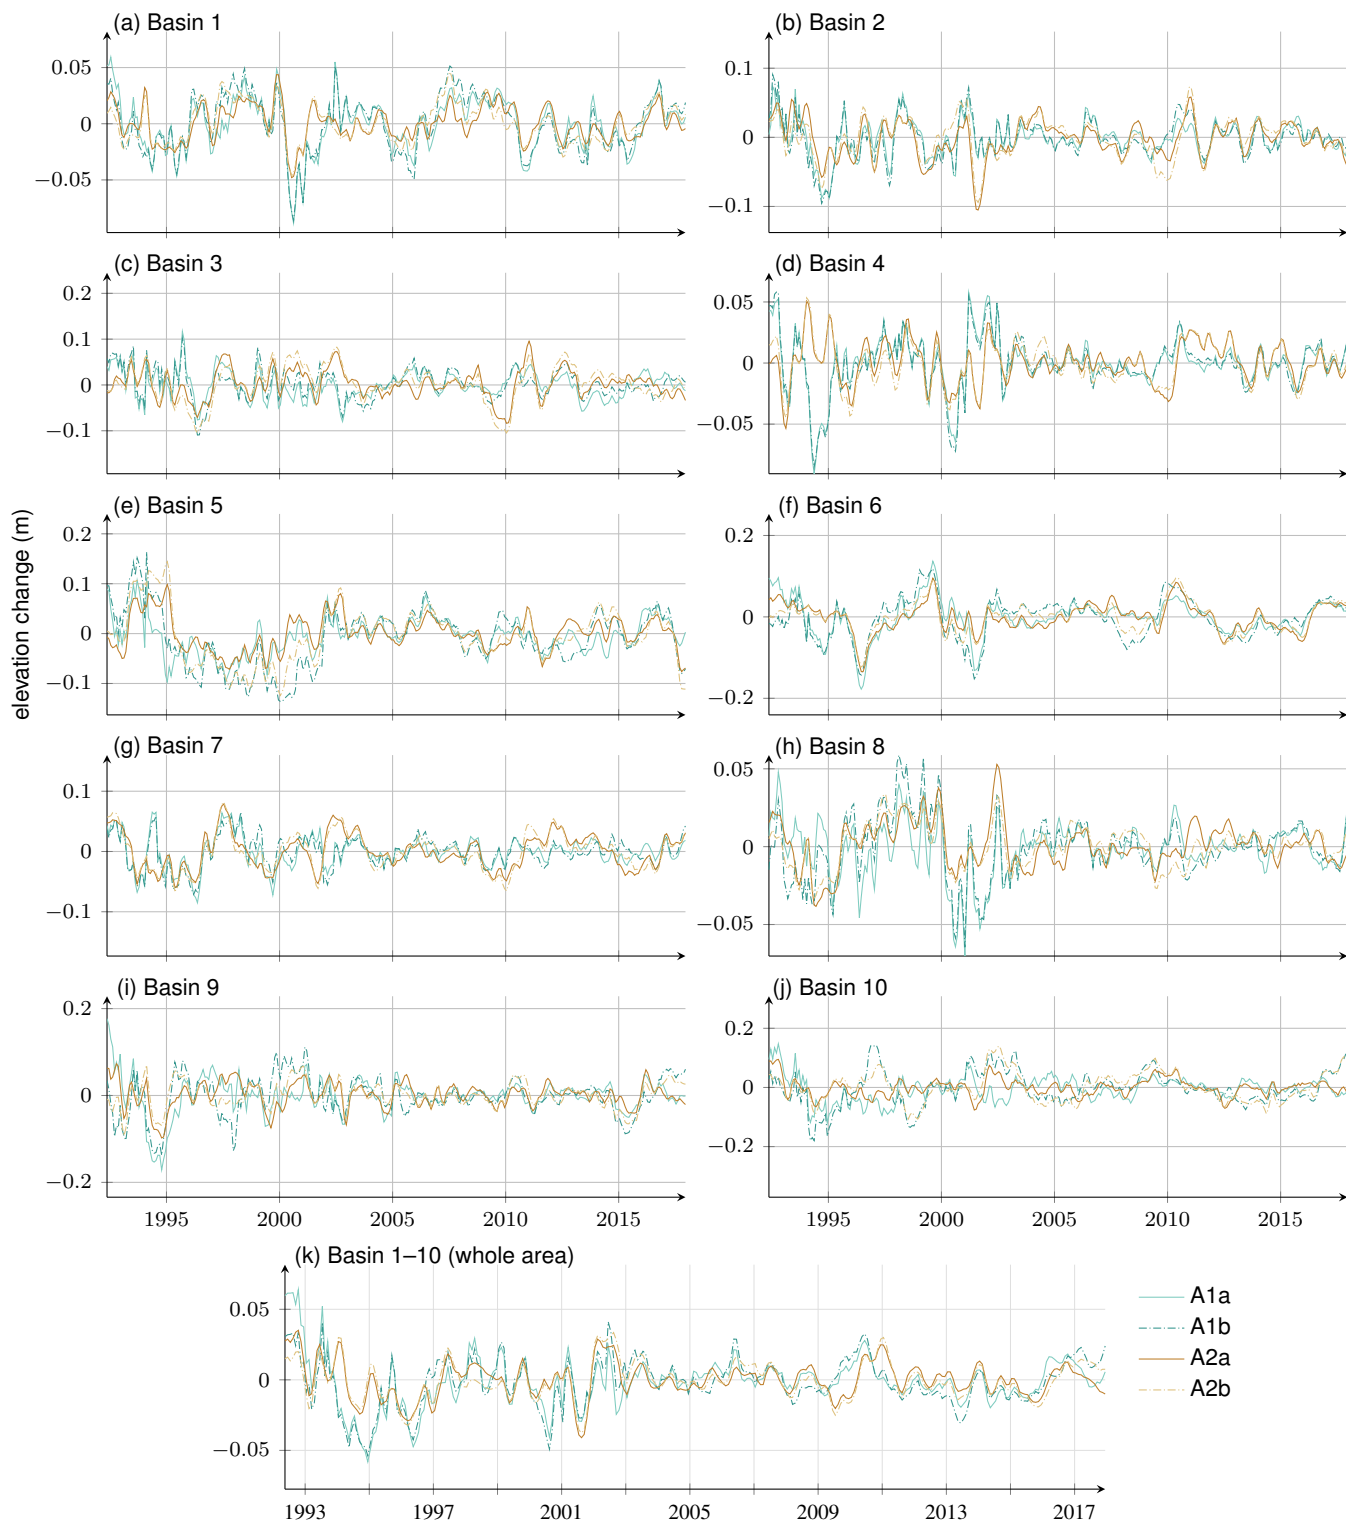 (a) Basin 1
0.05
0
−0.05
(b) Basin 2
0.1
0
−0.1
(c) Basin 3
0.2
0.1
0
−0.1
(d) Basin 4
0.05
0
−0.05
elevation change (m)
(e) Basin 5
0.2
0.1
0
−0.1
(f) Basin 6
0.2
0
−0.2
(g) Basin 7
0.1
0
−0.1
(h) Basin 8
0.05
0
−0.05
(i) Basin 9
0.2
0
−0.2
1995 2000 2005 2010 2015
(j) Basin 10
0.2
0
−0.2
1995 2000 2005 2010 2015
(k) Basin 1–10 (whole area)
0.05
0
−0.05
1993 1997 2001 2005 2009 2013 2017
A1a
A1b
A2a
A2b